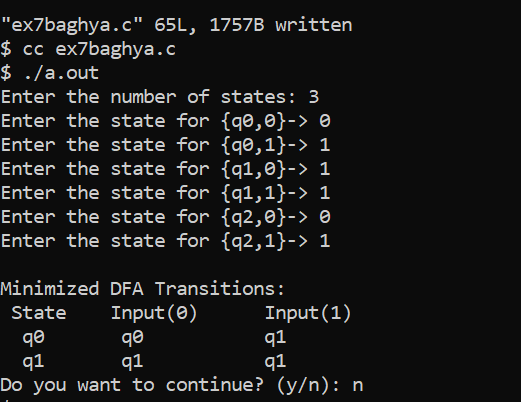 "ex7baghya.c" 65L, 1757B written
$ cc ex7baghya.c
$ ./a.out
Enter the number of states: 3
Enter the state for {q0,0}-> 0
Enter the state for {q0,1}-> 1
Enter the state for {q1,0}-> 1
Enter the state for {q1,1}-> 1
Enter the state for {q2,0}-> 0
Enter the state for {q2,1}-> 1
Minimized DFA Transitions:
State Input(0) Input(1)
q0 q0 q1
q1 q1 q1
Do you want to continue? (y/n): n